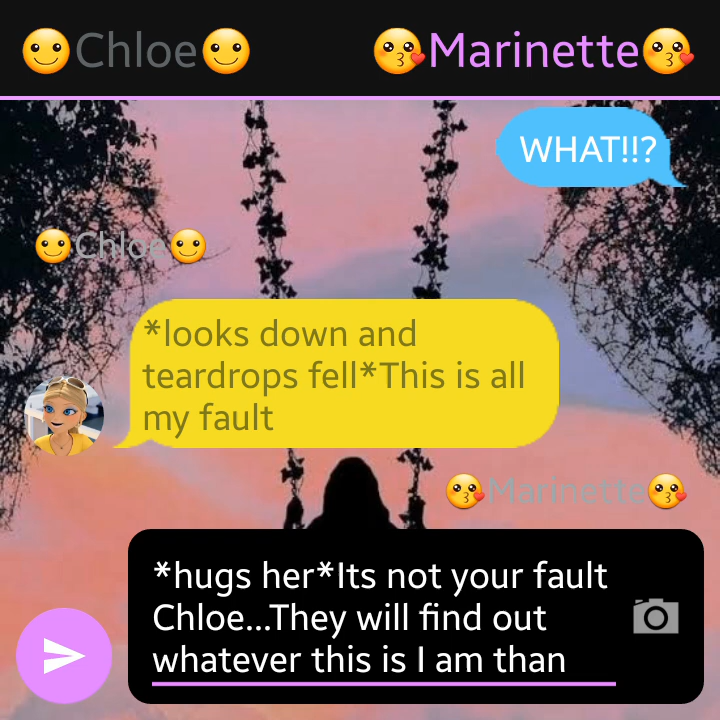 🙂Chloe🙂 😘Marinette😘
WHAT!!?
🙂Chloe🙂
*looks down and
teardrops fell*This is all
my fault
😘Marinette😘
*hugs her*Its not your fault
Chloe...They will find out
whatever this is I am than